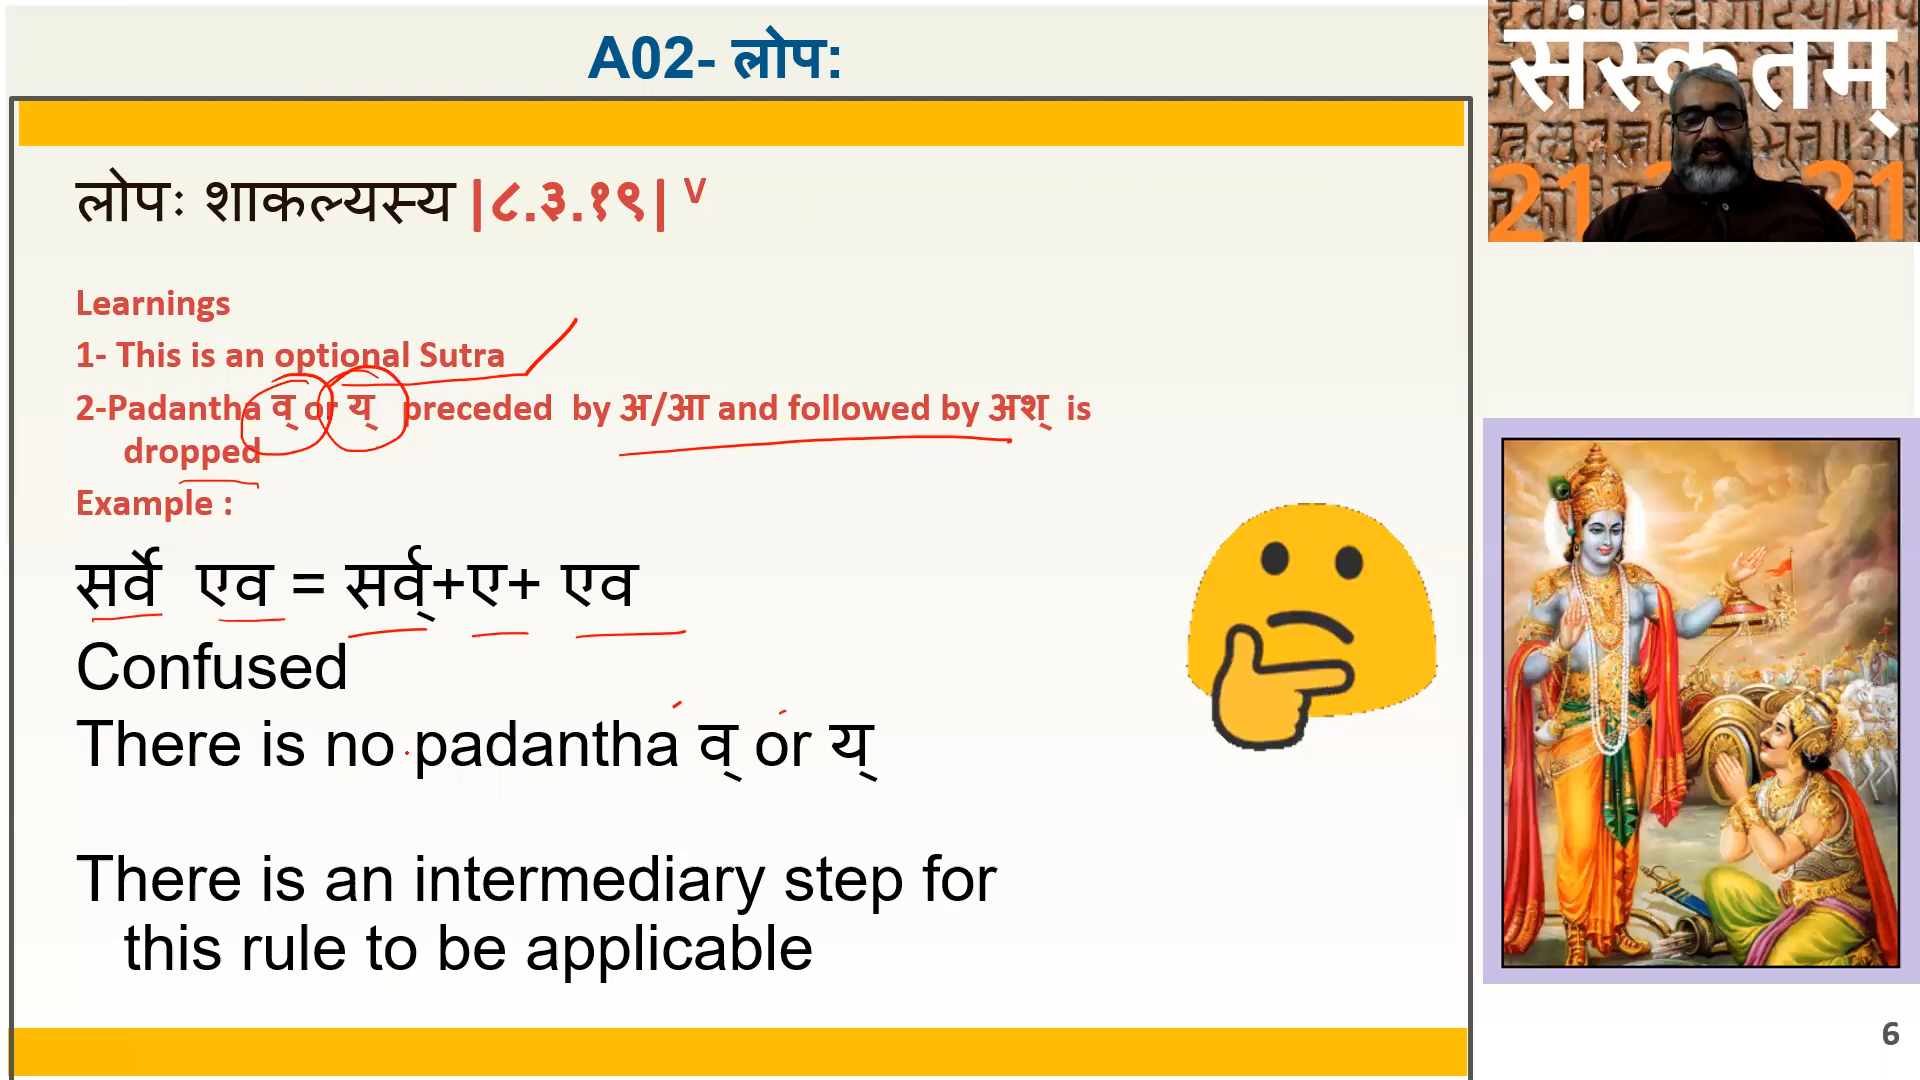 A02- लोप:
लोपः शाकल्यस्य |८.३.१९| V
Learnings
1- This is an optional Sutra
2-Padantha व् or य् preceded by अ/आ and followed by अश् is
dropped
Example :
सर्वे एव = सर्व्+ए+ एव
Confused
There is no padantha व् or य्
There is an intermediary step for
this rule to be applicable
संस्कृतम्
6